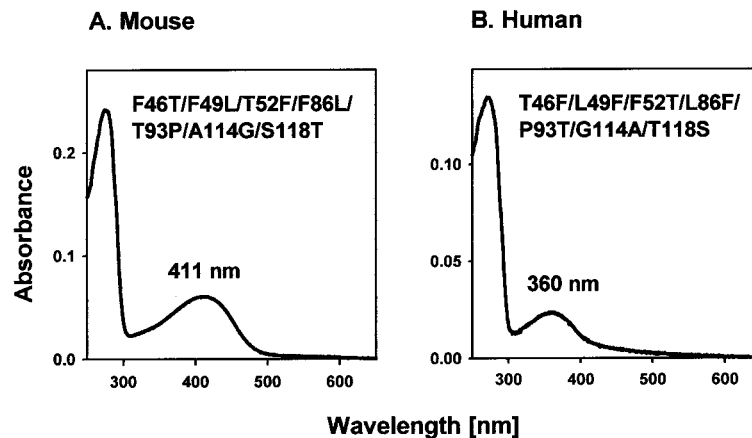 A. Mouse
B. Human
F46T/F49L/T52F/F86L/
T93P/A114G/S118T
T46F/L49F/F52T/L86F/
P93T/G114A/T118S
Absorbance
0.2
0.1
0.0
0.10
0.05
0.00
411 nm
360 nm
300 400 500 600
300 400 500 600
Wavelength [nm]